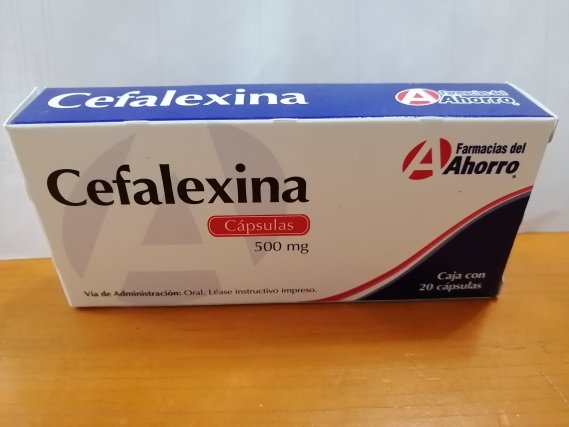 Cefalexina
Farmacias del
Ahorro
Cefalexina
Cápsulas
500 mg
Farmacias del
Ahorro
Vía de Administración: Oral. Léase instructivo impreso.
Caja con
20 cápsulas